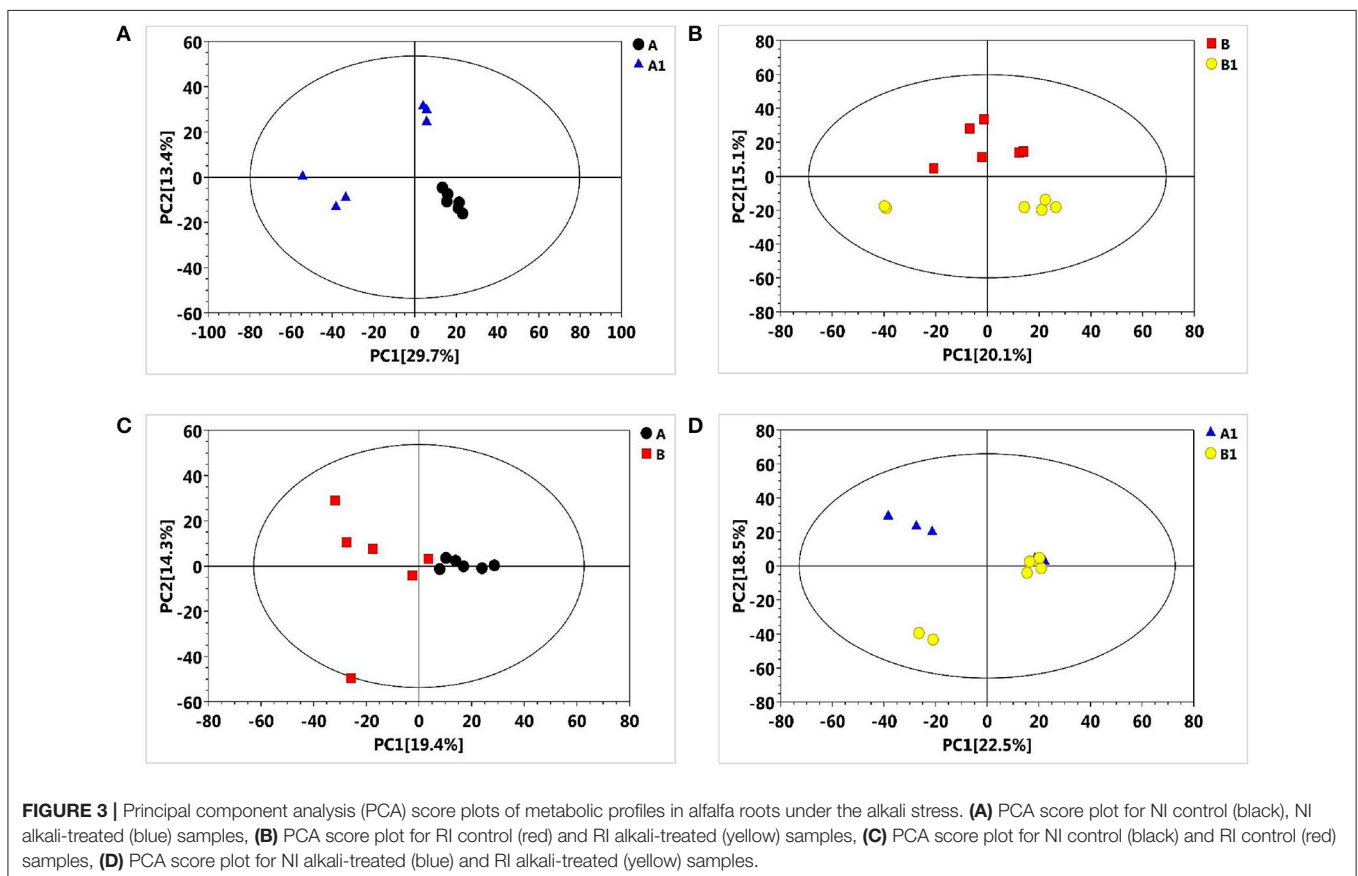 A
60
40
20
0
-20
-40
-60
-100 -80 -60 -40 -20 0 20 40 60 80 100
PC2[13.4%]
PC1[29.7%]
A
A1
B
80
60
40
20
0
-20
-40
-60
-80
-80 -60 -40 -20 0 20 40 60 80
PC2[15.1%]
PC1[20.1%]
B
B1
C
60
40
20
0
-20
-40
-60
-80 -60 -40 -20 0 20 40 60 80
PC2[14.3%]
PC1[19.4%]
A
B
D
80
60
40
20
0
-20
-40
-60
-80
-80 -60 -40 -20 0 20 40 60 80
PC2[18.5%]
PC1[22.5%]
A1
B1
FIGURE 3 | Principal component analysis (PCA) score plots of metabolic profiles in alfalfa roots under the alkali stress. (A) PCA score plot for NI control (black), NI
alkali-treated (blue) samples, (B) PCA score plot for RI control (red) and RI alkali-treated (yellow) samples, (C) PCA score plot for NI control (black) and RI control (red)
samples, (D) PCA score plot for NI alkali-treated (blue) and RI alkali-treated (yellow) samples.